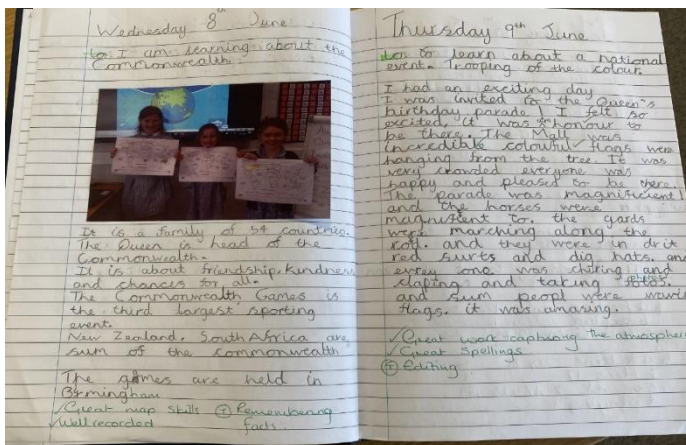 Wednesday 8th June
Lo I am learning about the
Commonwealth.
It is a family of 54 countries.
The Queen is head of the
Commonwealth.
It is about friendship, kindness
and chances for all.
The Commonwealth Games is
the third largest sporting
event.
New Zealand. South Africa are
sum of the commonwealth
The games are held in
Birmingham
✓Great map skills Ⓣ Remembering
✓Well recorded facts.
Thursday 9th June
Lo: To learn about a national
event. Trooping of the colour.
I had an exciting day
I was invited to the Queen's
birthday parade I felt so
excited, it was honour to
be there. The Mall was
incredible colourful flags were
hanging from the tree. It was
very crowded everyone was
happy and pleased to be there.
The parade was magnificent!
and the horses were
magnifisent to. the gards
were marching along the
rod. and they were in drit
red surts and dig hats. and
evrey one was chiring and
claping and taking fotos. photos
and sum peopl were wavin
flags. it was amasing.
✓Great work capturing the atmosphere
✓Great Spellings
Ⓣ Editing